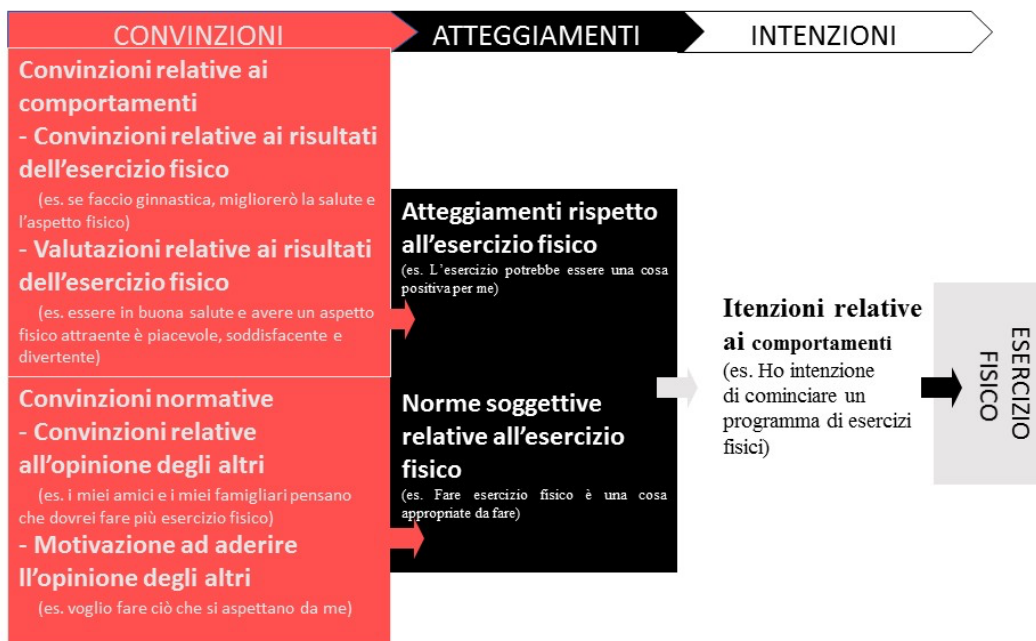 CONVINZIONI
ATTEGGIAMENTI
INTENZIONI
Convinzioni relative ai
comportamenti
- Convinzioni relative ai risultati
dell’esercizio fisico
(es. se faccio ginnastica, migliorerò la salute e
l’aspetto fisico)
- Valutazioni relative ai risultati
dell’esercizio fisico
(es. essere in buona salute e avere un aspetto
fisico attraente è piacevole, soddisfacente e
divertente)
Convinzioni normative
- Convinzioni relative
all’opinione degli altri
(es. i miei amici e i miei famigliari pensano
che dovrei fare più esercizio fisico)
- Motivazione ad aderire
ll’opinione degli altri
(es. voglio fare ciò che si aspettano da me)
Atteggiamenti rispetto
all’esercizio fisico
(es. L’esercizio potrebbe essere una cosa
positiva per me)
Norme soggettive
relative all’esercizio
fisico
(es. Fare esercizio fisico è una cosa
appropriate da fare)
Itenzioni relative
ai comportamenti
(es. Ho intenzione
di cominciare un
programma di esercizi
fisici)
ESERCIZIO
FISICO